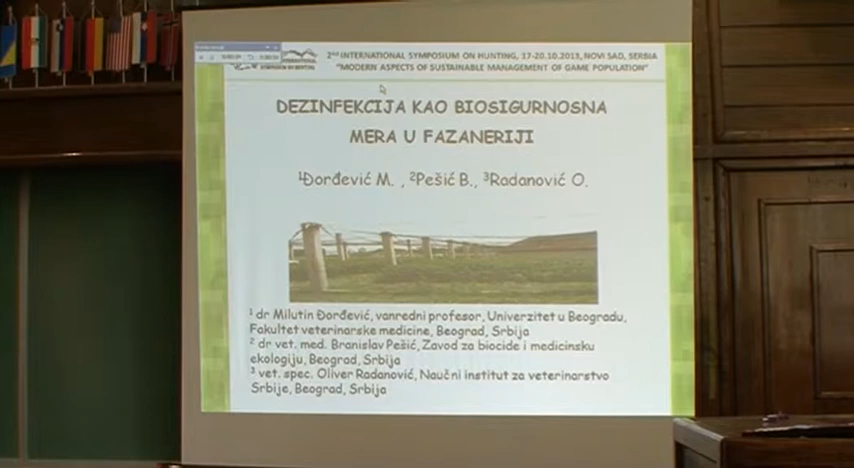 2ND INTERNATIONAL SYMPOSIUM ON HUNTING, 17-20.10.2013, NOVI SAD, SERBIA
"MODERN ASPECTS OF SUSTAINABLE MANAGEMENT OF GAME POPULATION"
DEZINFEKCIJA KAO BIOSIGURNOSNA
MERA U FAZANERIJI
1Đorđević M. , 2Pešić B., 3Radanović O.
1 dr Milutin Đorđević, vanredni profesor, Univerzitet u Beogradu,
Fakultet veterinarske medicine, Beograd, Srbija
2 dr vet. med. Branislav Pešić, Zavod za biocide i medicinsku
ekologiju, Beograd, Srbija
3 vet. spec. Oliver Radanović, Naučni institut za veterinarstvo
Srbije, Beograd, Srbija